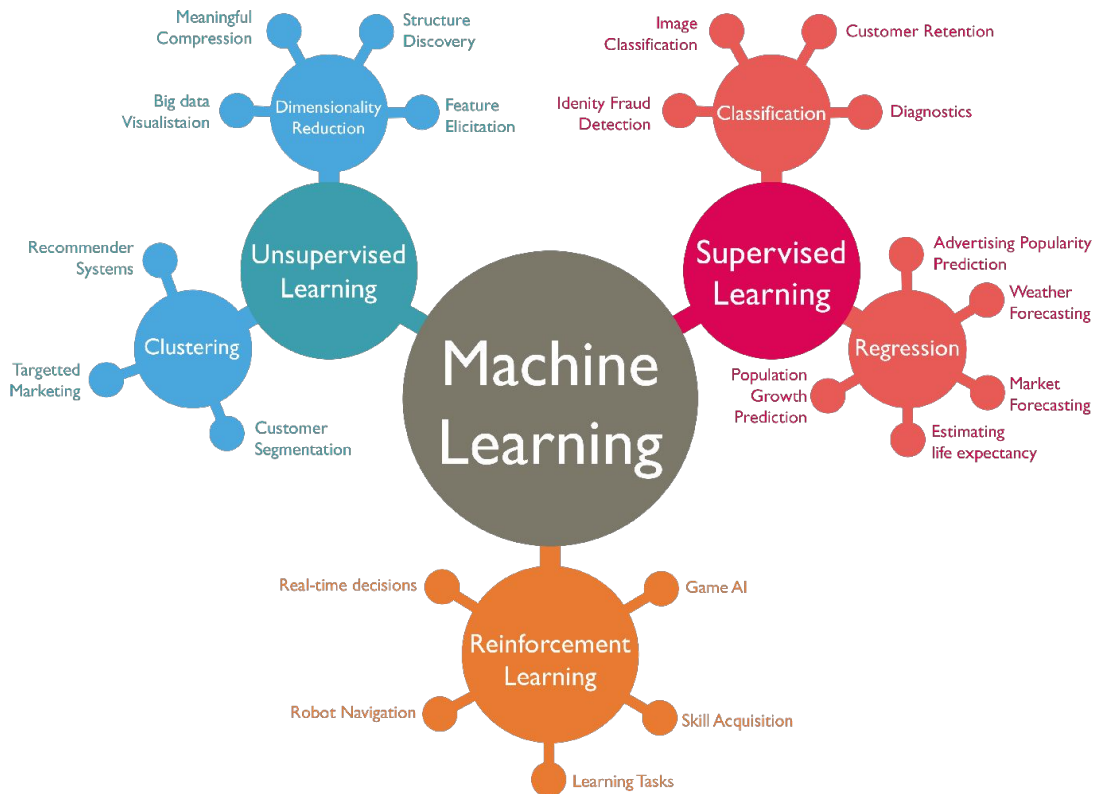 Meaningful
Compression
Structure
Discovery
Big data
Visualistaion
Dimensionality
Reduction
Feature
Elicitation
Image
Classification
Customer Retention
Idenity Fraud
Detection
Classification
Diagnostics
Recommender
Systems
Unsupervised
Learning
Clustering
Targetted
Marketing
Customer
Segmentation
Supervised
Learning
Advertising Popularity
Prediction
Weather
Forecasting
Regression
Population
Growth
Prediction
Market
Forecasting
Estimating
life expectancy
Machine
Learning
Real-time decisions
Game AI
Reinforcement
Learning
Robot Navigation
Skill Acquisition
Learning Tasks